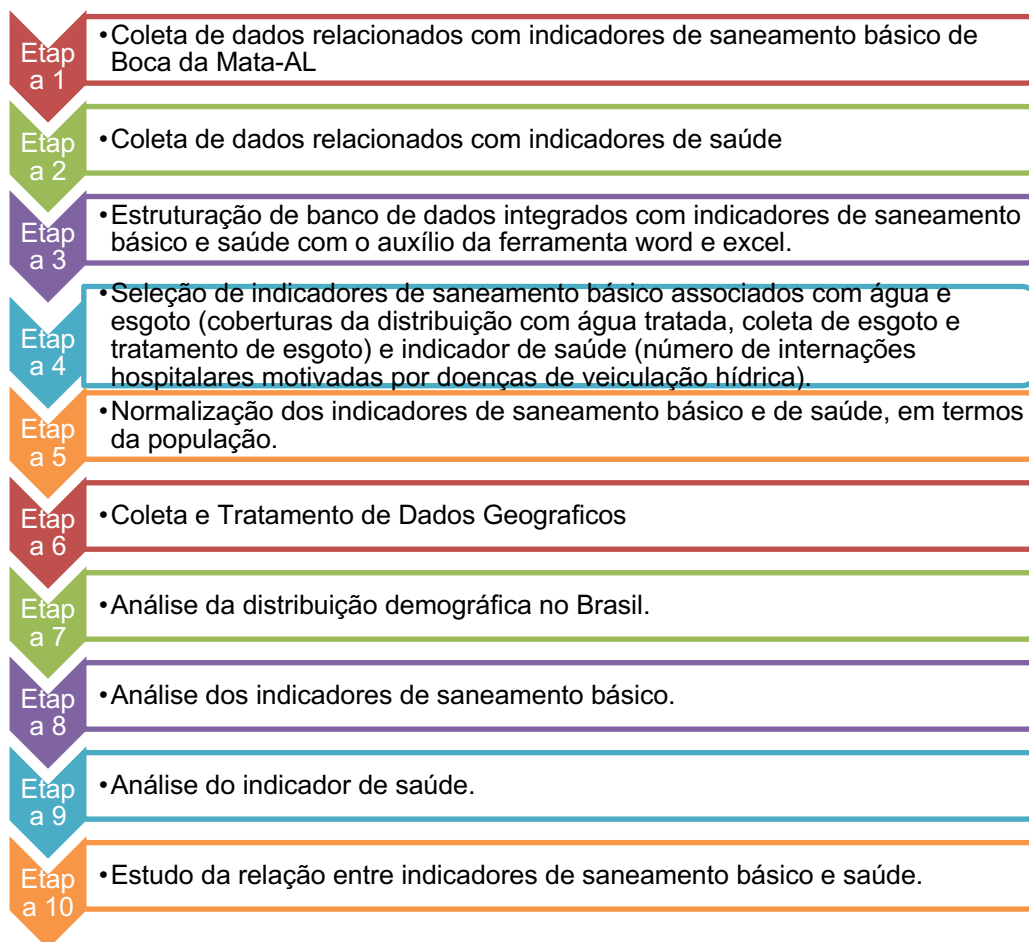 Etap
a 1
•Coleta de dados relacionados com indicadores de saneamento básico de
Boca da Mata-AL
Etap
a 2
•Coleta de dados relacionados com indicadores de saúde
Etap
a 3
•Estruturação de banco de dados integrados com indicadores de saneamento
básico e saúde com o auxílio da ferramenta word e excel.
Etap
a 4
•Seleção de indicadores de saneamento básico associados com água e
esgoto (coberturas da distribuição com água tratada, coleta de esgoto e
tratamento de esgoto) e indicador de saúde (número de internações
hospitalares motivadas por doenças de veiculação hídrica).
Etap
a 5
•Normalização dos indicadores de saneamento básico e de saúde, em termos
da população.
Etap
a 6
•Coleta e Tratamento de Dados Geograficos
Etap
a 7
•Análise da distribuição demográfica no Brasil.
Etap
a 8
•Análise dos indicadores de saneamento básico.
Etap
a 9
•Análise do indicador de saúde.
Etap
a 10
•Estudo da relação entre indicadores de saneamento básico e saúde.